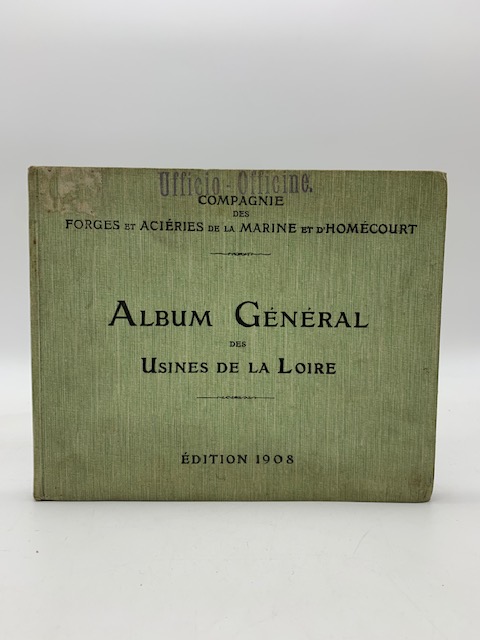 Ufficio - Officine.
COMPAGNIE
DES
FORGES ET ACIÉRIES DE LA MARINE ET D'HOMÉCOURT
ALBUM GÉNÉRAL
DES
USINES DE LA LOIRE
ÉDITION 1908